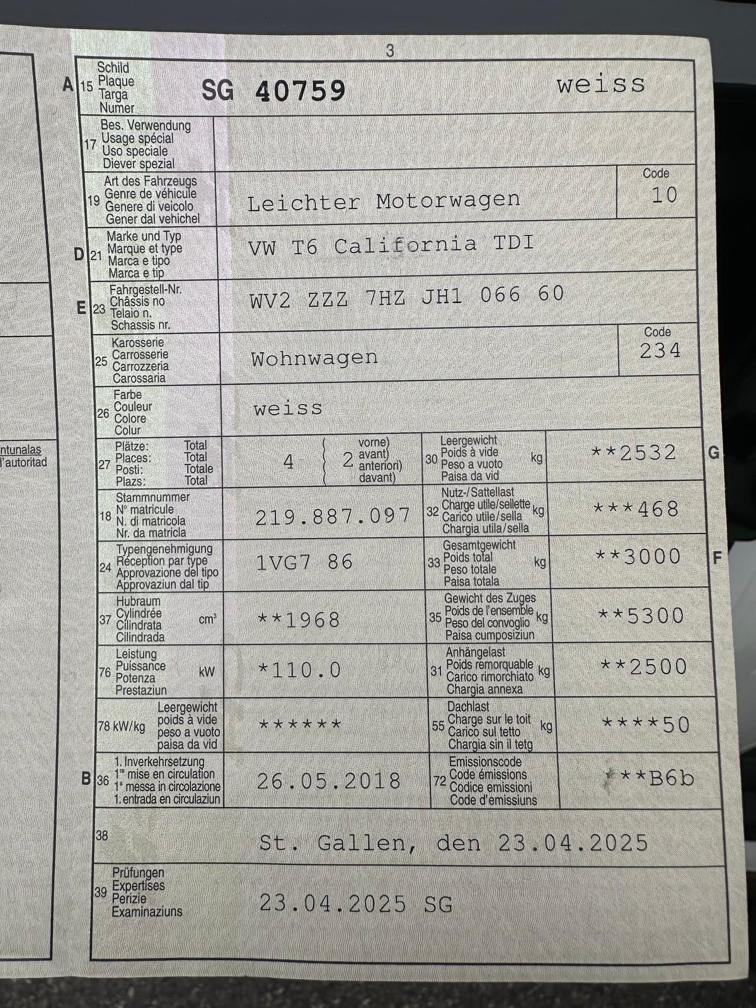 3
A 15 Schild
Plaque
Targa
Numer
SG 40759 weiss
17 Bes. Verwendung
Usage spécial
Uso speciale
Diever spezial
19 Art des Fahrzeugs
Genre de véhicule
Genere di veicolo
Gener dal vehichel
Leichter Motorwagen
Code
10
D 21 Marke und Typ
Marque et type
Marca e tipo
Marca e tip
VW T6 California TDI
E 23 Fahrgestell-Nr.
Châssis no
Telaio n.
Schassis nr.
WV2 ZZZ 7HZ JH1 066 60
25 Karosserie
Carrosserie
Carrozzeria
Carossaria
Wohnwagen
Code
234
26 Farbe
Couleur
Colore
Colur
weiss
27 Plätze: Total
Places: Total
Posti: Totale
Plazs: Total
4 ( 2 vorne)
avant)
anteriori)
davant)
30 Leergewicht
Poids à vide
Peso a vuoto
Paisa da vid
kg
**2532
G
18 Stammnummer
N° matricule
N. di matricola
Nr. da matricla
219.887.097
32 Nutz-/Sattellast
Charge utile/sellette
Carico utile/sella
Chargia utila/sella
kg
***468
24 Typengenehmigung
Réception par type
Approvazione del tipo
Approvaziun dal tip
1VG7 86
33 Gesamtgewicht
Poids total
Peso totale
Paisa totala
kg
**3000
F
37 Hubraum
Cylindrée
Cilindrata
Cilindrada
cm³
**1968
35 Gewicht des Zuges
Poids de l'ensemble
Peso del convoglio
Paisa cumposiziun
kg
**5300
76 Leistung
Puissance
Potenza
Prestaziun
kW
*110.0
31 Anhängelast
Poids remorquable
Carico rimorchiato
Chargia annexa
kg
**2500
78 kW/kg Leergewicht
poids à vide
peso a vuoto
paisa da vid
******
55 Dachlast
Charge sur le toit
Carico sul tetto
Chargia sin il tetg
kg
****50
B 36 1. Inverkehrsetzung
1re mise en circulation
1a messa in circolazione
1. entrada en circulaziun
26.05.2018
72 Emissionscode
Code émissions
Codice emissioni
Code d'emissiuns
***B6b
38 St. Gallen, den 23.04.2025
39 Prüfungen
Expertises
Perizie
Examinaziuns
23.04.2025 SG
ntunalas
l'autoritad